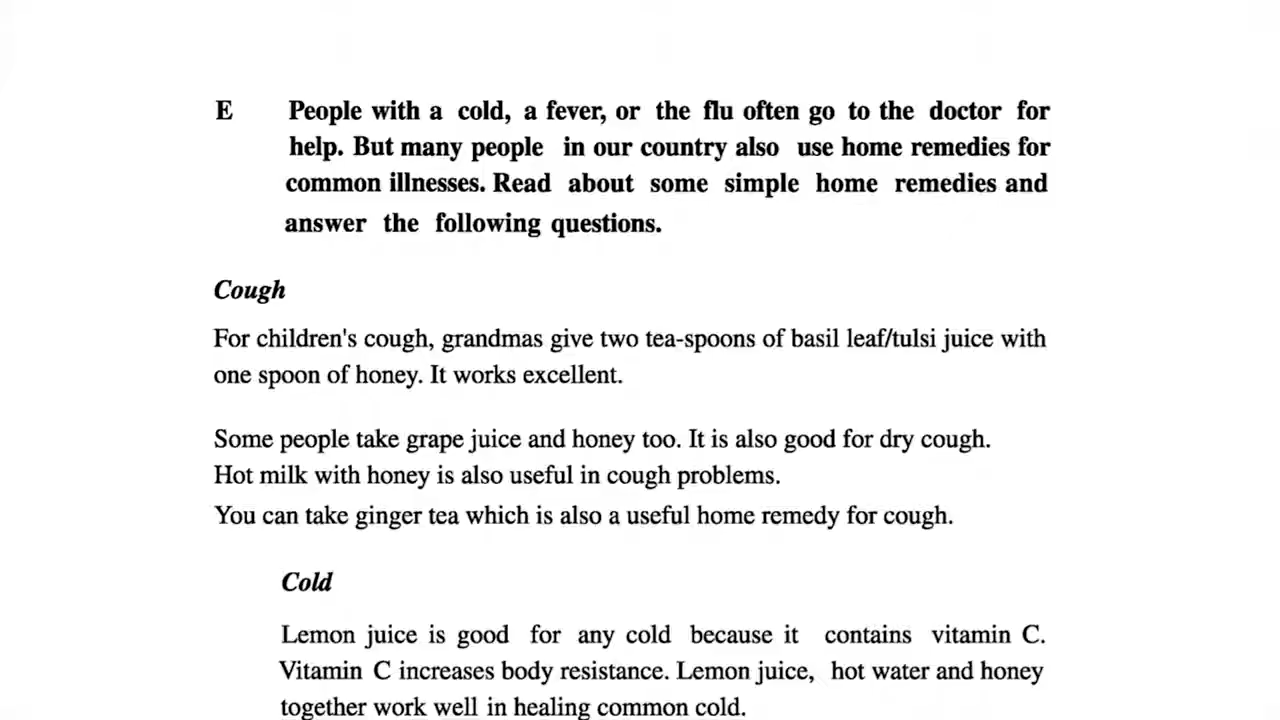 E People with a cold, a fever, or the flu often go to the doctor for
help. But many people in our country also use home remedies for
common illnesses. Read about some simple home remedies and
answer the following questions.
Cough
For children's cough, grandmas give two tea-spoons of basil leaf/tulsi juice with
one spoon of honey. It works excellent.
Some people take grape juice and honey too. It is also good for dry cough.
Hot milk with honey is also useful in cough problems.
You can take ginger tea which is also a useful home remedy for cough.
Cold
Lemon juice is good for any cold because it contains vitamin C.
Vitamin C increases body resistance. Lemon juice, hot water and honey
together work well in healing common cold.